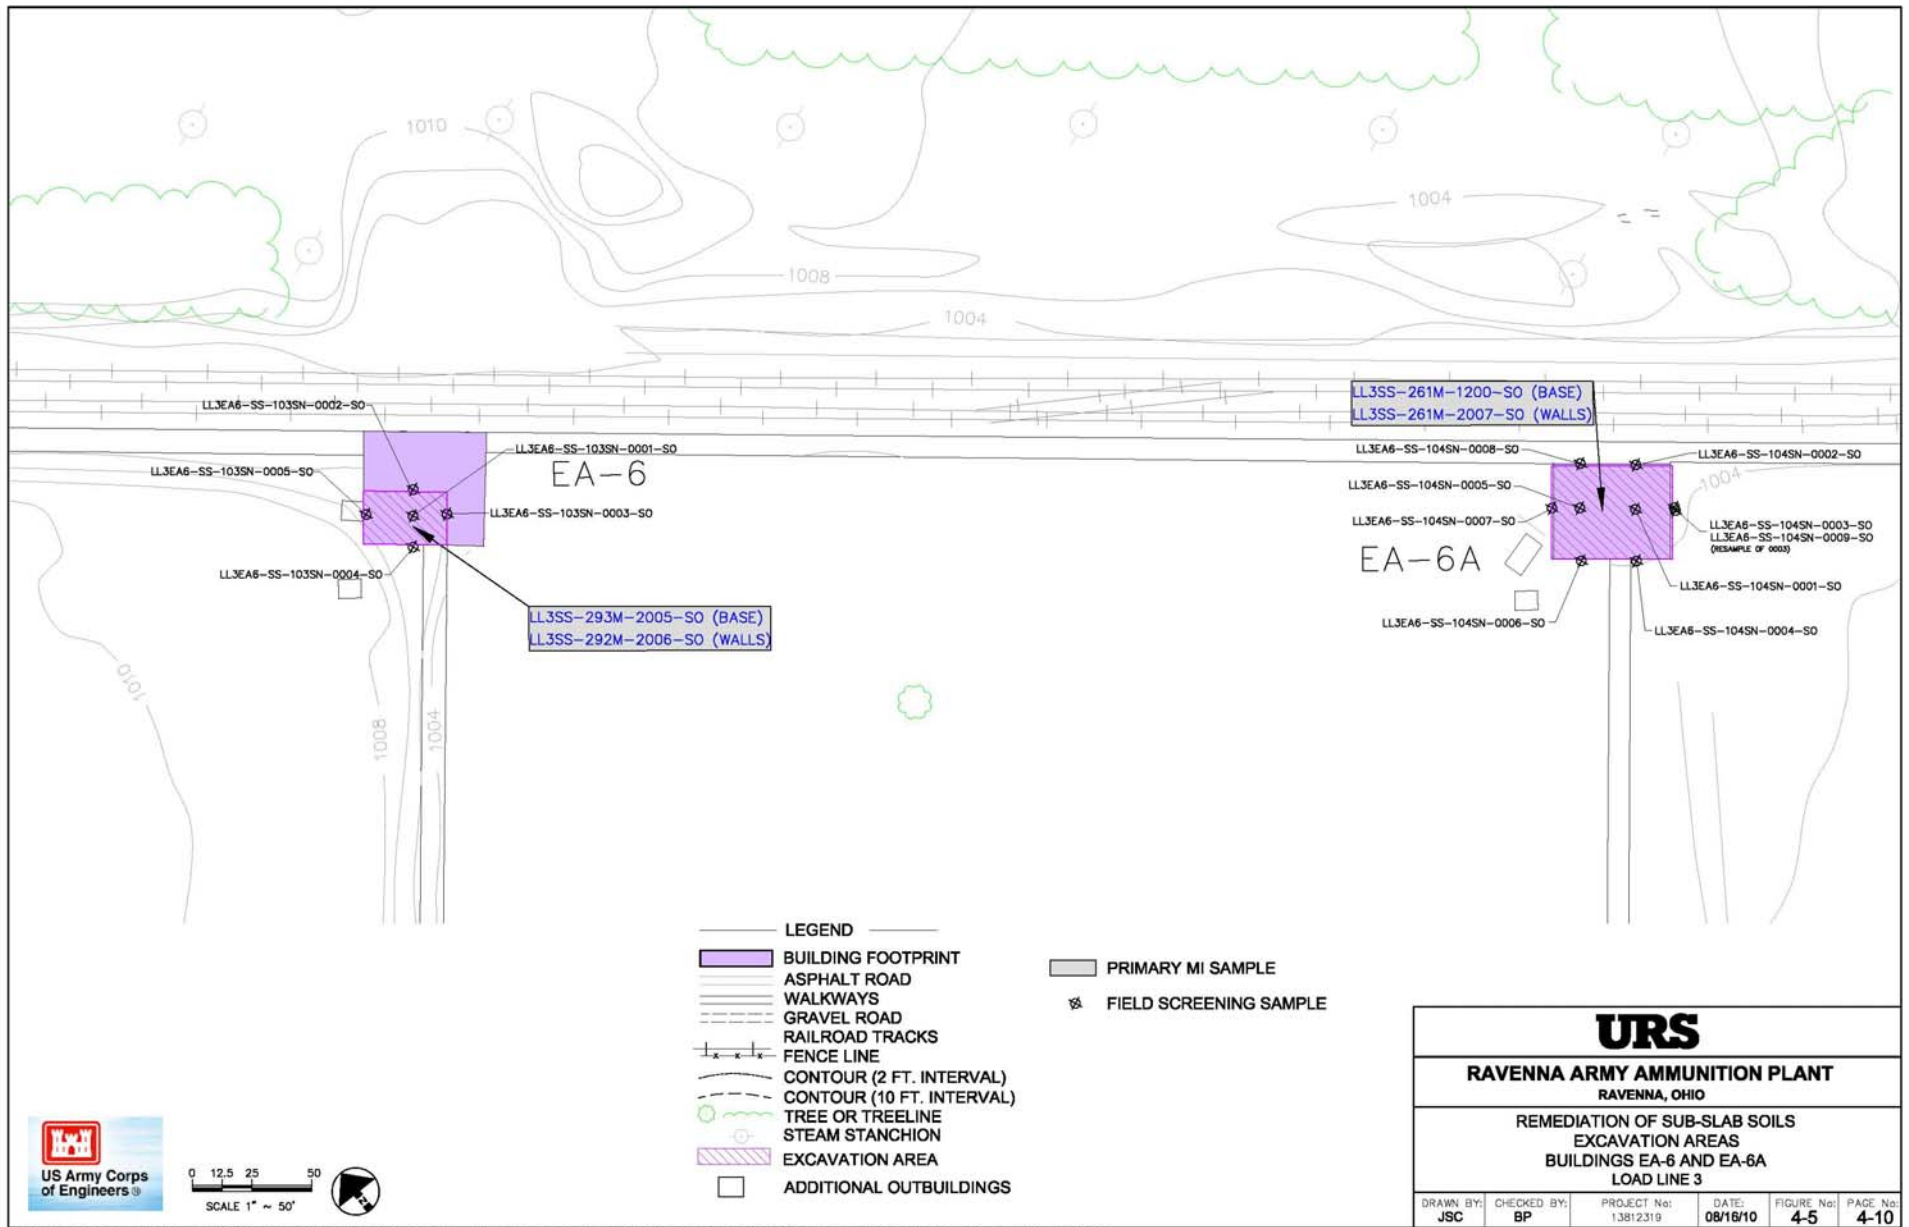 1010
1004
1008
1004
LL3EA6-SS-103SN-0002-SO
LL3SS-261M-1200-SO (BASE)
LL3SS-261M-2007-SO (WALLS)
LL3EA6-SS-103SN-0001-SO
LL3EA6-SS-104SN-0008-SO
LL3EA6-SS-104SN-0002-SO
LL3EA6-SS-103SN-0005-SO
EA-6
LL3EA6-SS-104SN-0005-SO
1004
LL3EA6-SS-103SN-0003-SO
LL3EA6-SS-104SN-0007-SO
LL3EA6-SS-104SN-0003-SO
LL3EA6-SS-104SN-0009-SO
(RESAMPLE OF 0003)
EA-6A
LL3EA6-SS-103SN-0004-SO
LL3EA6-SS-104SN-0001-SO
LL3SS-293M-2005-SO (BASE)
LL3SS-292M-2006-SO (WALLS)
LL3EA6-SS-104SN-0006-SO
LL3EA6-SS-104SN-0004-SO
1010
1008
1004
LEGEND
BUILDING FOOTPRINT
ASPHALT ROAD
WALKWAYS
GRAVEL ROAD
RAILROAD TRACKS
FENCE LINE
CONTOUR (2 FT. INTERVAL)
CONTOUR (10 FT. INTERVAL)
TREE OR TREELINE
STEAM STANCHION
EXCAVATION AREA
ADDITIONAL OUTBUILDINGS
PRIMARY MI SAMPLE
FIELD SCREENING SAMPLE
US Army Corps
of Engineers ®
0 12.5 25 50
SCALE 1" ~ 50'
N
URS
RAVENNA ARMY AMMUNITION PLANT
RAVENNA, OHIO
REMEDIATION OF SUB-SLAB SOILS
EXCAVATION AREAS
BUILDINGS EA-6 AND EA-6A
LOAD LINE 3
DRAWN BY: JSC
CHECKED BY: BP
PROJECT No: 13812319
DATE: 08/16/10
FIGURE No: 4-5
PAGE No: 4-10